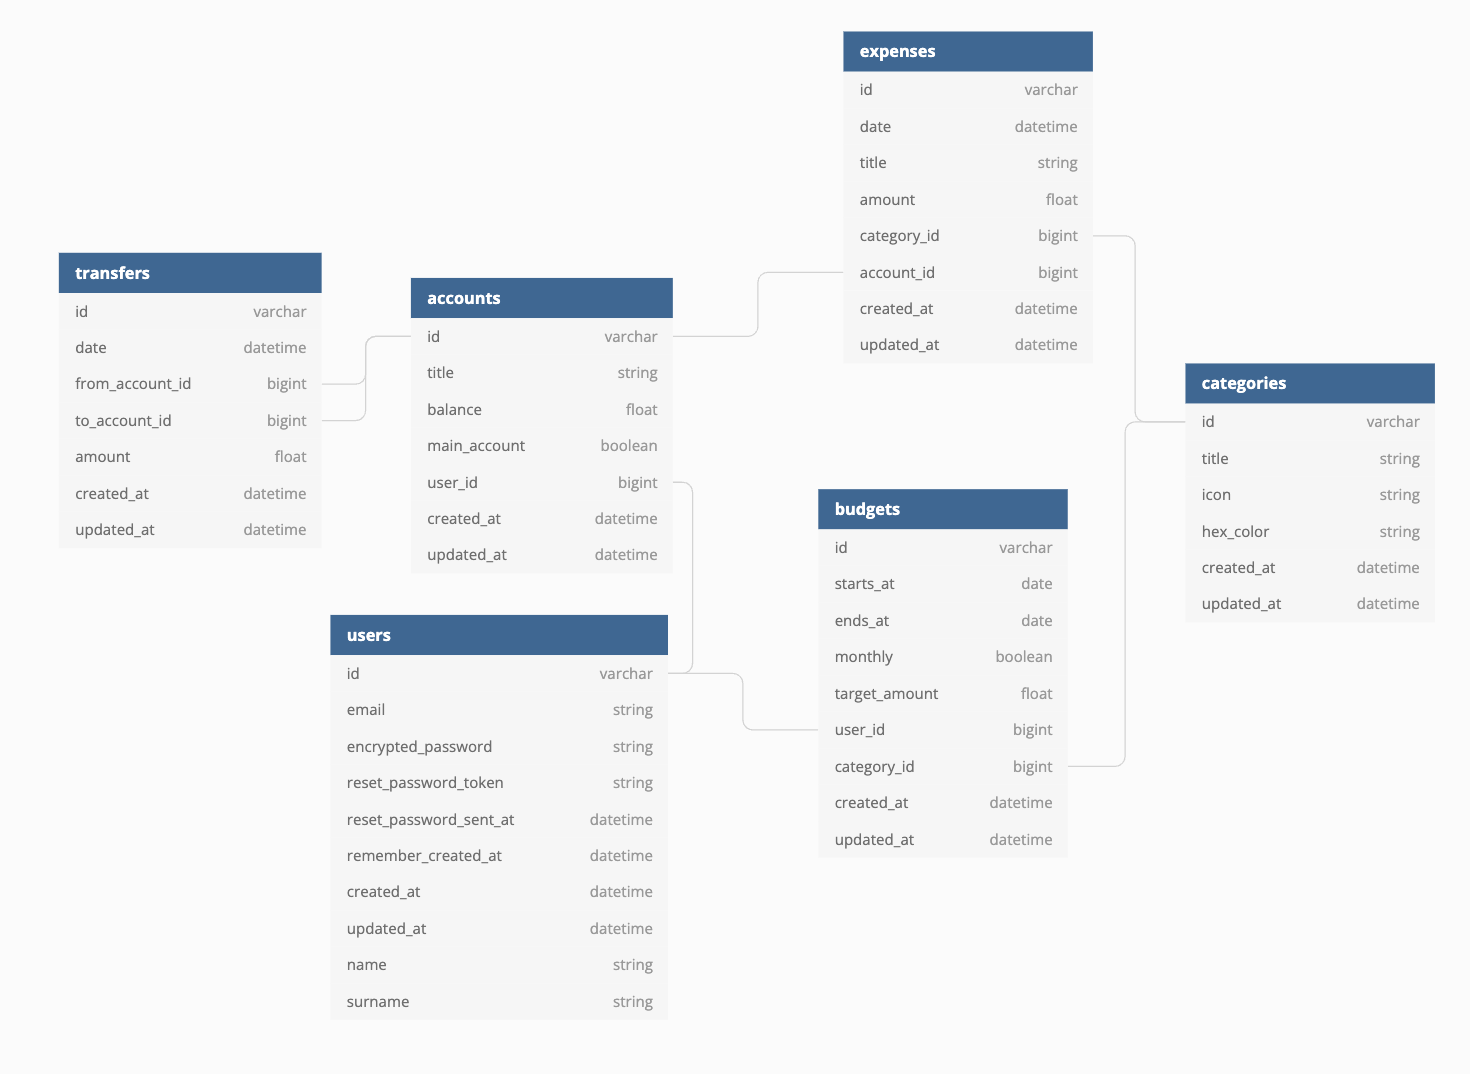 expenses
id varchar
date datetime
title string
amount float
category_id bigint
account_id bigint
created_at datetime
updated_at datetime
transfers
id varchar
date datetime
from_account_id bigint
to_account_id bigint
amount float
created_at datetime
updated_at datetime
accounts
id varchar
title string
balance float
main_account boolean
user_id bigint
created_at datetime
updated_at datetime
categories
id varchar
title string
icon string
hex_color string
created_at datetime
updated_at datetime
budgets
id varchar
starts_at date
ends_at date
monthly boolean
target_amount float
user_id bigint
category_id bigint
created_at datetime
updated_at datetime
users
id varchar
email string
encrypted_password string
reset_password_token string
reset_password_sent_at datetime
remember_created_at datetime
created_at datetime
updated_at datetime
name string
surname string